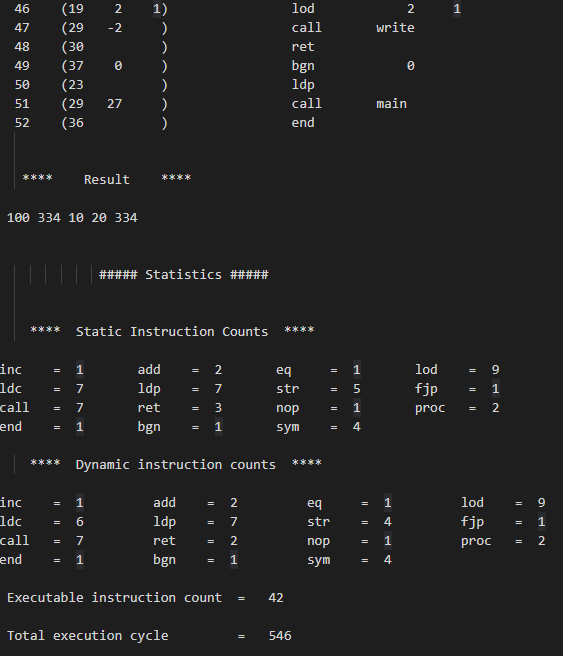 46    (19    2    1)                lod            2     1
47    (29   -2     )                call       write
48    (30          )                ret
49    (37    0     )                bgn            0
50    (23          )                ldp
51    (29   27     )                call       main
52    (36          )                end
****    Result    ****
100 334 10 20 334
##### Statistics #####
****  Static Instruction Counts  ****
inc    =  1       add    =  2       eq     =  1       lod    =  9
ldc    =  7       ldp    =  7       str    =  5       fjp    =  1
call   =  7       ret    =  3       nop    =  1       proc   =  2
end    =  1       bgn    =  1       sym    =  4
****  Dynamic instruction counts  ****
inc    =  1         add    =  2         eq     =  1         lod    =  9
ldc    =  6         ldp    =  7         str    =  4         fjp    =  1
call   =  7         ret    =  2         nop    =  1         proc   =  2
end    =  1         bgn    =  1         sym    =  4
Executable instruction count  =   42
Total execution cycle         =   546